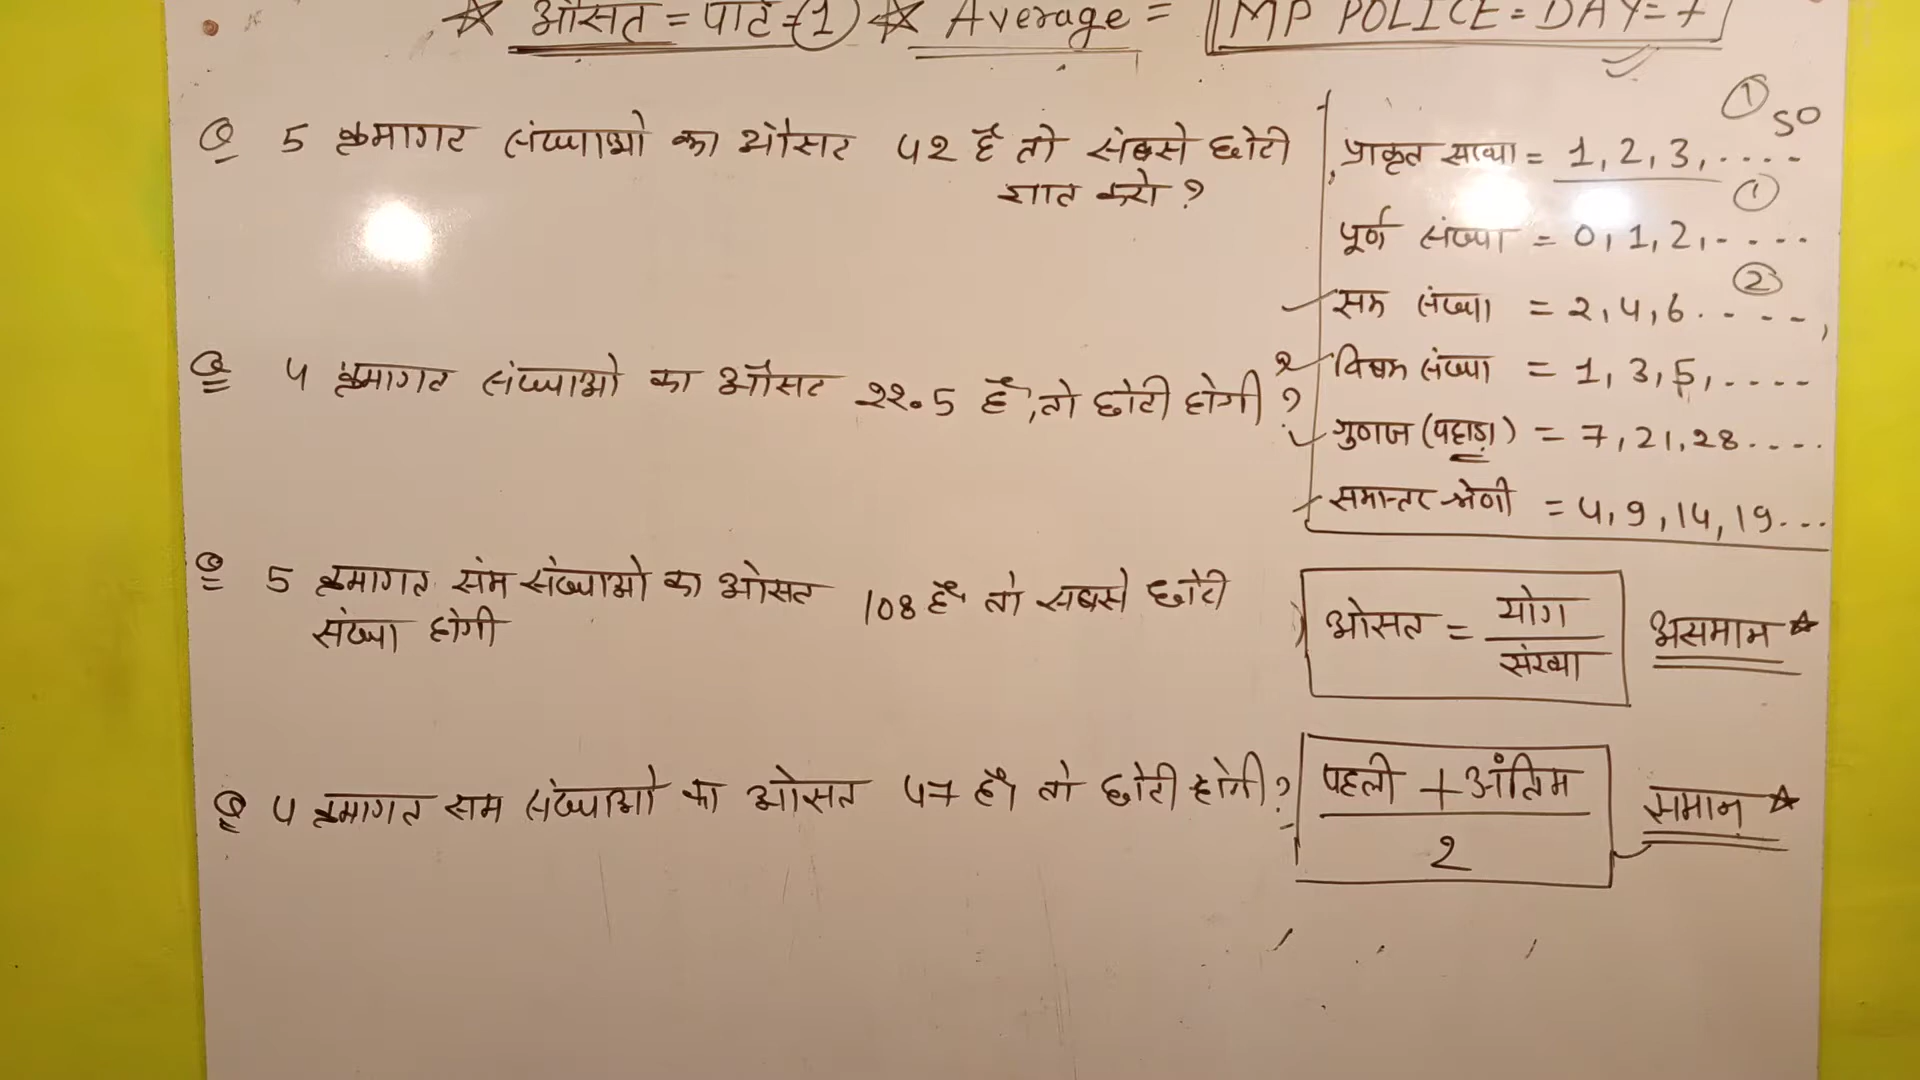 ☆ औसत = पार्ट-① ☆ Average = MP POLICE = DAY = 7
Q 5 क्रमागत संख्याओ का औसत 42 है तो सबसे छोटी
ज्ञात करो ?
Q 4 क्रमागत संख्याओ का औसत 22.5 है, तो छोटी होगी ?
Q 5 क्रमागत सम संख्याओ का औसत 108 है तो सबसे छोटी
संख्या होगी
Q 4 क्रमागत सम संख्याओ का औसत 47 है, तो छोटी होगी ?
① 50
प्राकृत संख्या = 1, 2, 3, ....
①
पूर्ण संख्या = 0, 1, 2, ....
②
सम संख्या = 2, 4, 6 ....,
2 विषम संख्या = 1, 3, 5, ....
गुणज (पहाड़ा) = 7, 21, 28 ....
समान्तर श्रेणी = 4, 9, 14, 19 ...
औसत = योग / संख्या असमान ☆
पहली + अंतिम / 2 समान ☆